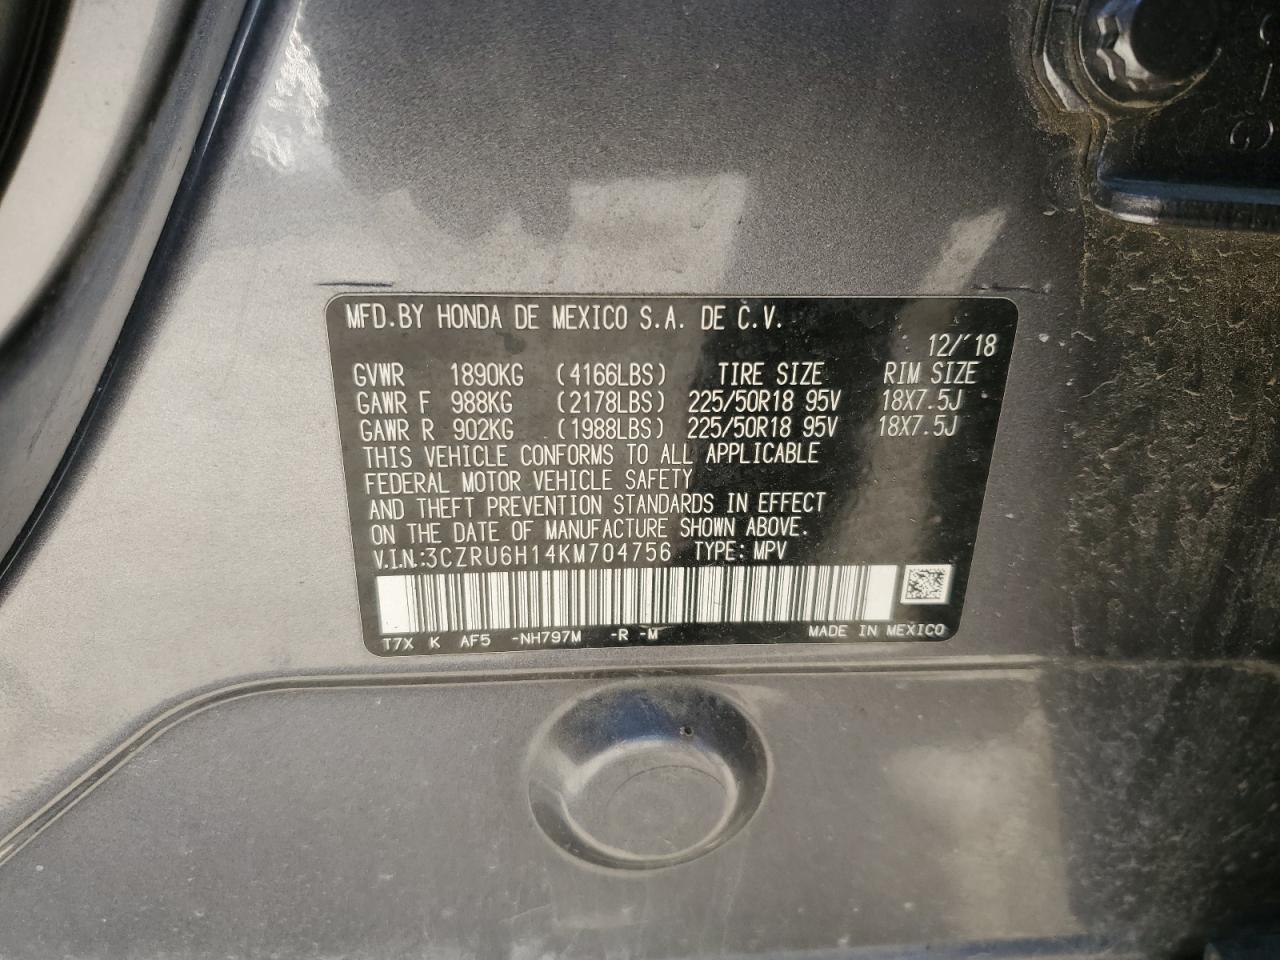 MFD.BY HONDA DE MEXICO S.A. DE C.V.
12/'18
GVWR 1890KG (4166LBS) TIRE SIZE RIM SIZE
GAWR F 988KG (2178LBS) 225/50R18 95V 18X7.5J
GAWR R 902KG (1988LBS) 225/50R18 95V 18X7.5J
THIS VEHICLE CONFORMS TO ALL APPLICABLE
FEDERAL MOTOR VEHICLE SAFETY
AND THEFT PREVENTION STANDARDS IN EFFECT
ON THE DATE OF MANUFACTURE SHOWN ABOVE.
V.I.N.:3CZRU6H14KM704756 TYPE: MPV
T7X K AF5 -NH797M -R -M MADE IN MEXICO